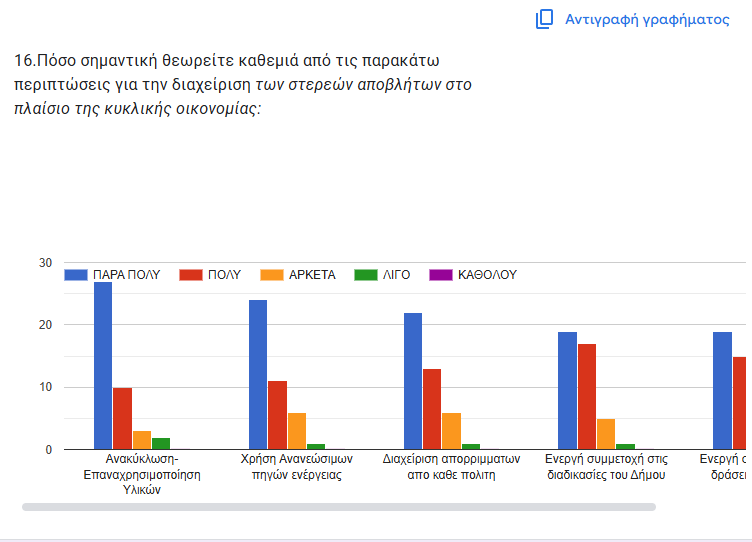 Αντιγραφή γραφήματος
16.Πόσο σημαντική θεωρείτε καθεμιά από τις παρακάτω
περιπτώσεις για την διαχείριση των στερεών αποβλήτων στο
πλαίσιο της κυκλικής οικονομίας:
30
ΠΑΡΑ ΠΟΛΥ ΠΟΛΥ ΑΡΚΕΤΑ ΛΙΓΟ ΚΑΘΟΛΟΥ
20
10
0
Ανακύκλωση-
Επαναχρησιμοποίηση
Υλικών
Χρήση Ανανεώσιμων
πηγών ενέργειας
Διαχείριση απορριμματων
απο καθε πολιτη
Ενεργή συμμετοχή στις
διαδικασίες του Δήμου
Ενεργή